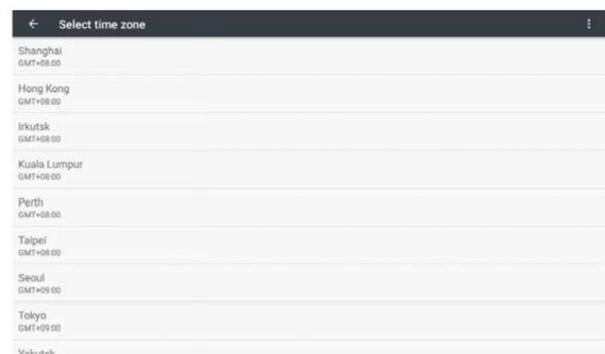 Select time zone
Shanghai
GMT+08:00
Hong Kong
GMT+08:00
Irkutsk
GMT+08:00
Kuala Lumpur
GMT+08:00
Perth
GMT+08:00
Taipei
GMT+08:00
Seoul
GMT+09:00
Tokyo
GMT+09:00
Yakutsk